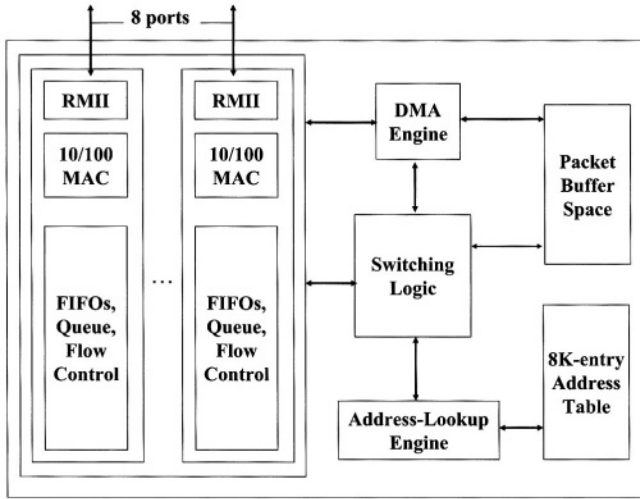 8 ports
RMII
10/100
MAC
FIFOs,
Queue,
Flow
Control
...
RMII
10/100
MAC
FIFOs,
Queue,
Flow
Control
DMA
Engine
Packet
Buffer
Space
Switching
Logic
8K-entry
Address
Table
Address-Lookup
Engine